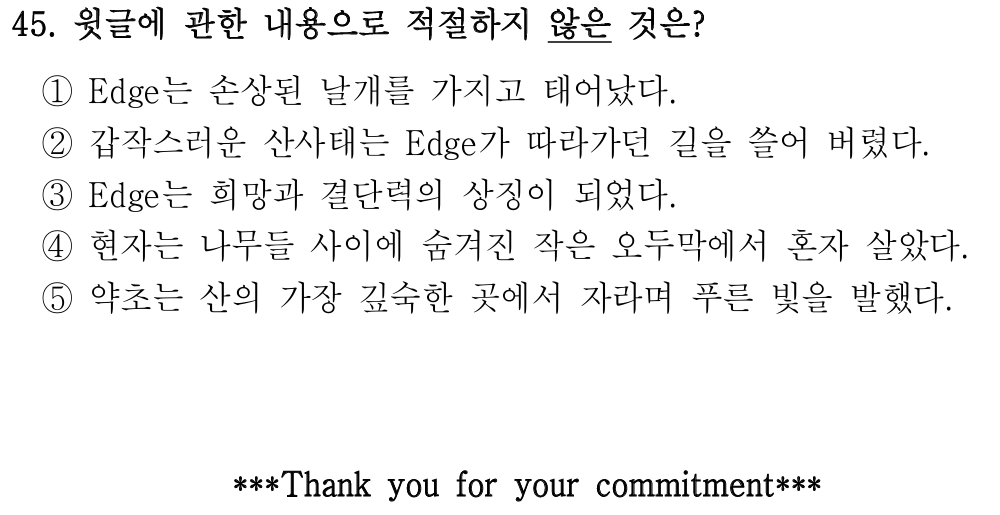 45. 윗글에 관한 내용으로 적절하지 않은 것은?
① Edge는 손상된 날개를 가지고 태어났다.
② 갑작스러운 산사태는 Edge가 따라가던 길을 쓸어 버렸다.
③ Edge는 희망과 결단력의 상징이 되었다.
④ 현자는 나무들 사이에 숨겨진 작은 오두막에서 혼자 살았다.
⑤ 약초는 산의 가장 깊숙한 곳에서 자라며 푸른 빛을 발했다.
***Thank you for your commitment***